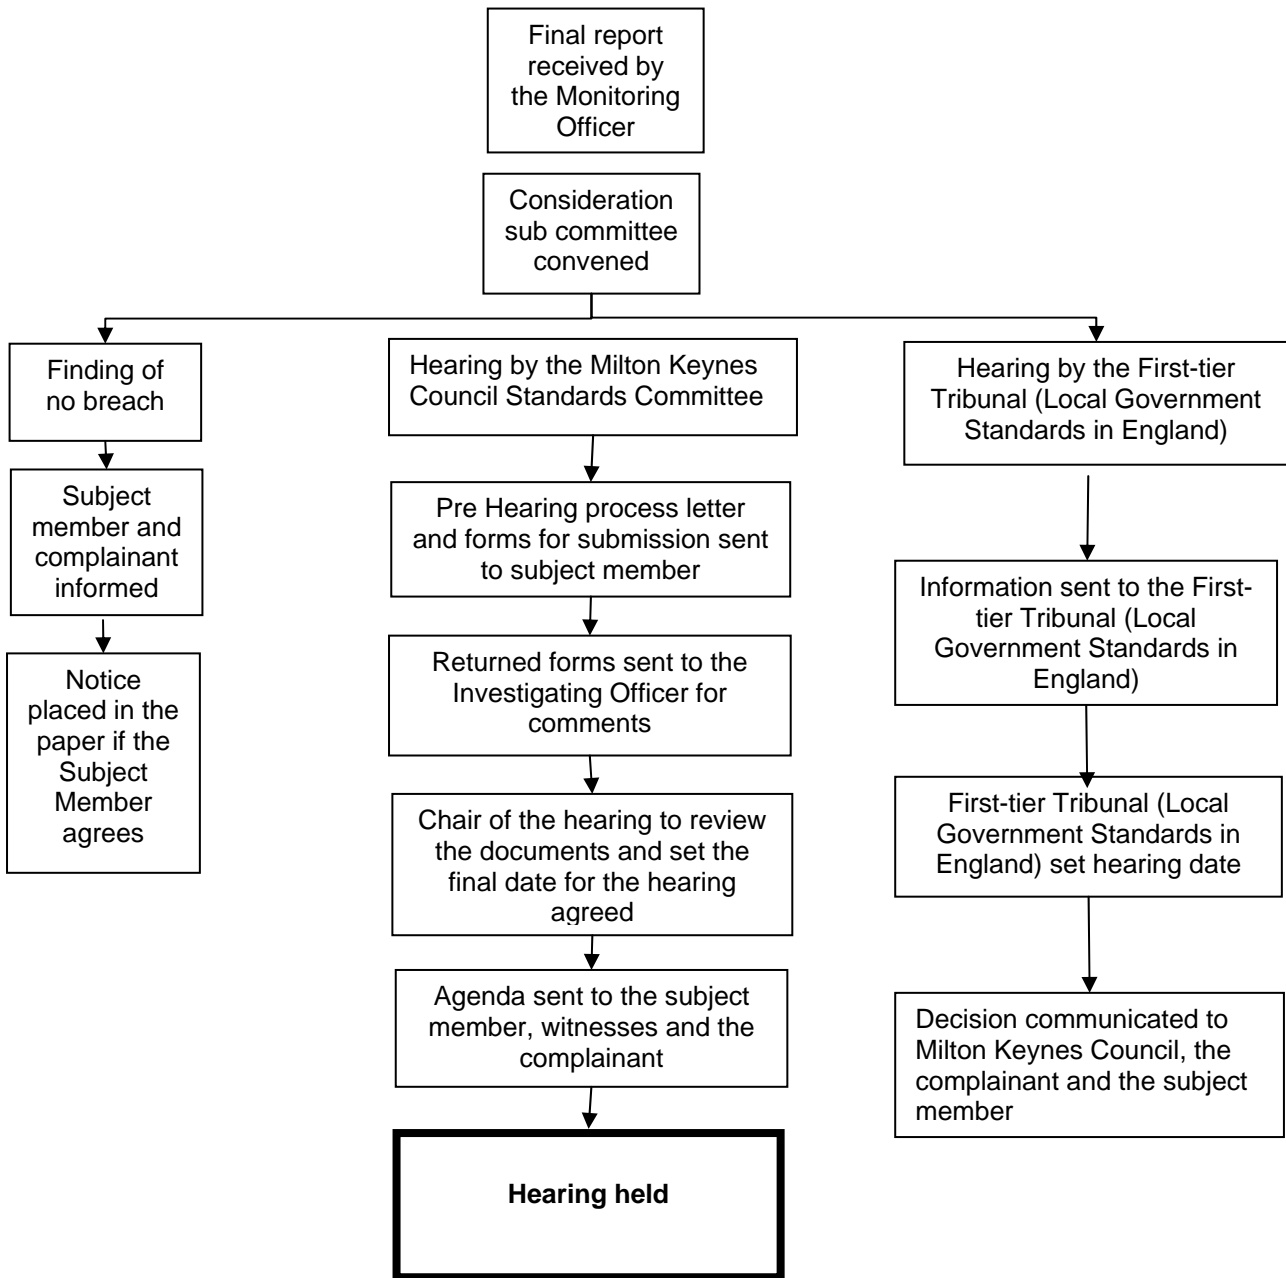 Final report
received by
the Monitoring
Officer
Consideration
sub committee
convened
Finding of
no breach
Subject
member and
complainant
informed
Notice
placed in the
paper if the
Subject
Member
agrees
Hearing by the Milton Keynes
Council Standards Committee
Pre Hearing process letter
and forms for submission sent
to subject member
Returned forms sent to the
Investigating Officer for
comments
Chair of the hearing to review
the documents and set the
final date for the hearing
agreed
Agenda sent to the subject
member, witnesses and the
complainant
Hearing held
Hearing by the First-tier
Tribunal (Local Government
Standards in England)
Information sent to the First-
tier Tribunal (Local
Government Standards in
England)
First-tier Tribunal (Local
Government Standards in
England) set hearing date
Decision communicated to
Milton Keynes Council, the
complainant and the subject
member